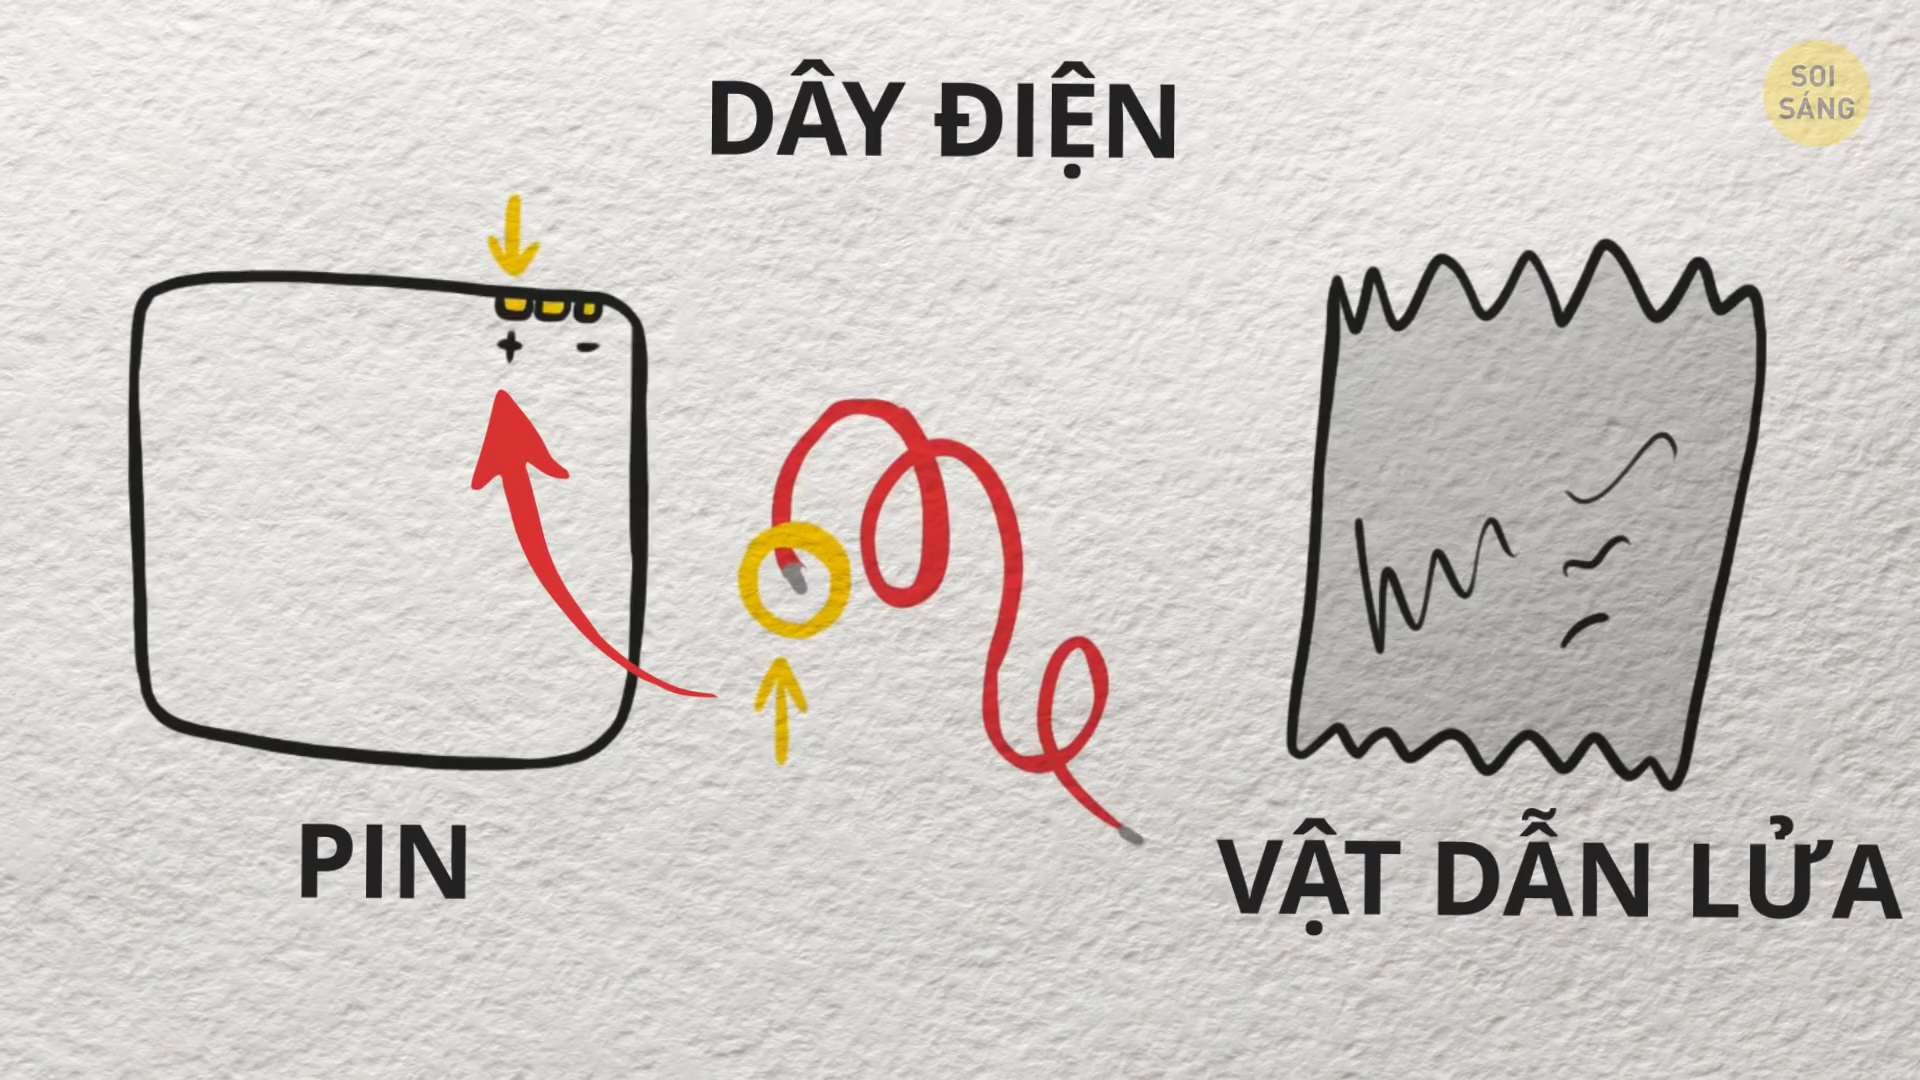 DÂY ĐIỆN
SOI
SÁNG
+ -
PIN
VẬT DẪN LỬA